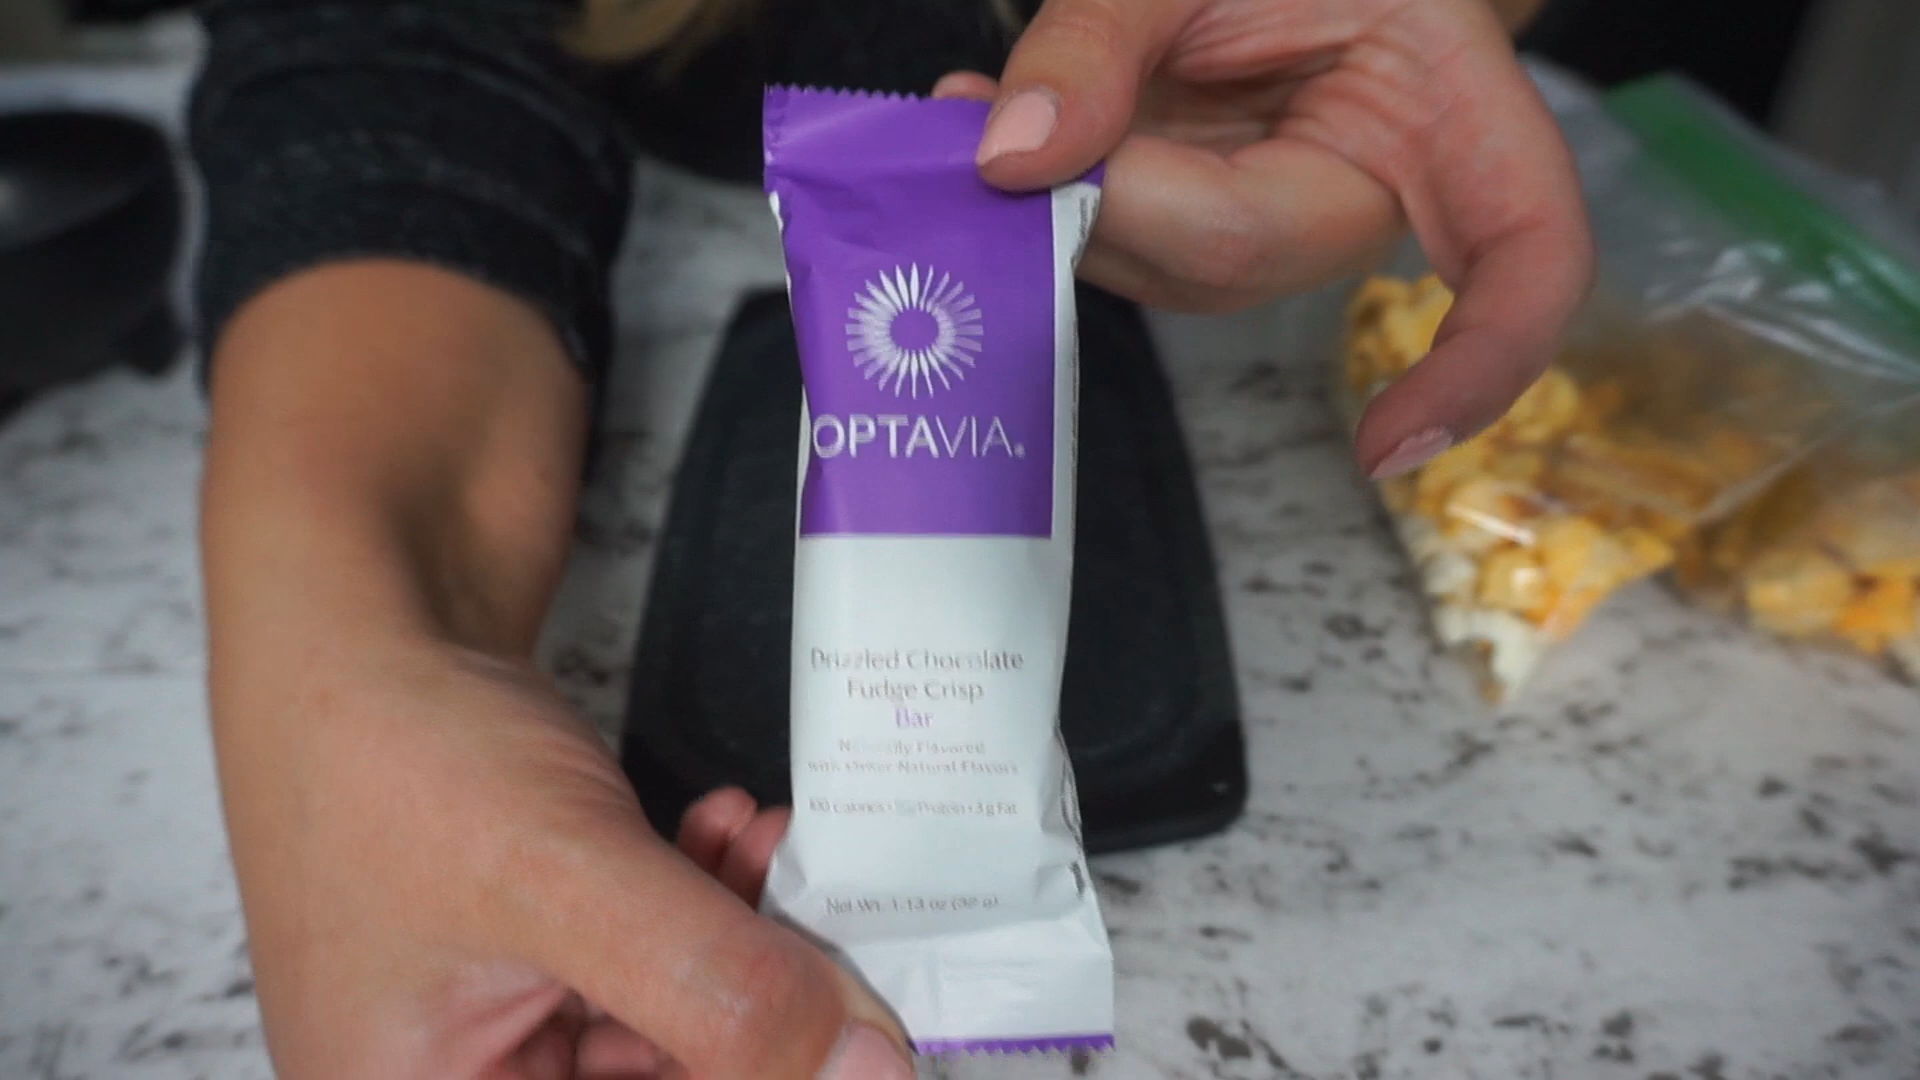 OPTAVIA®
Drizzled Chocolate
Fudge Crisp
Bar
Naturally Flavored
with Other Natural Flavors
100 Calories • Protein • 3 g Fat
Net Wt. 1.13 oz (32 g)